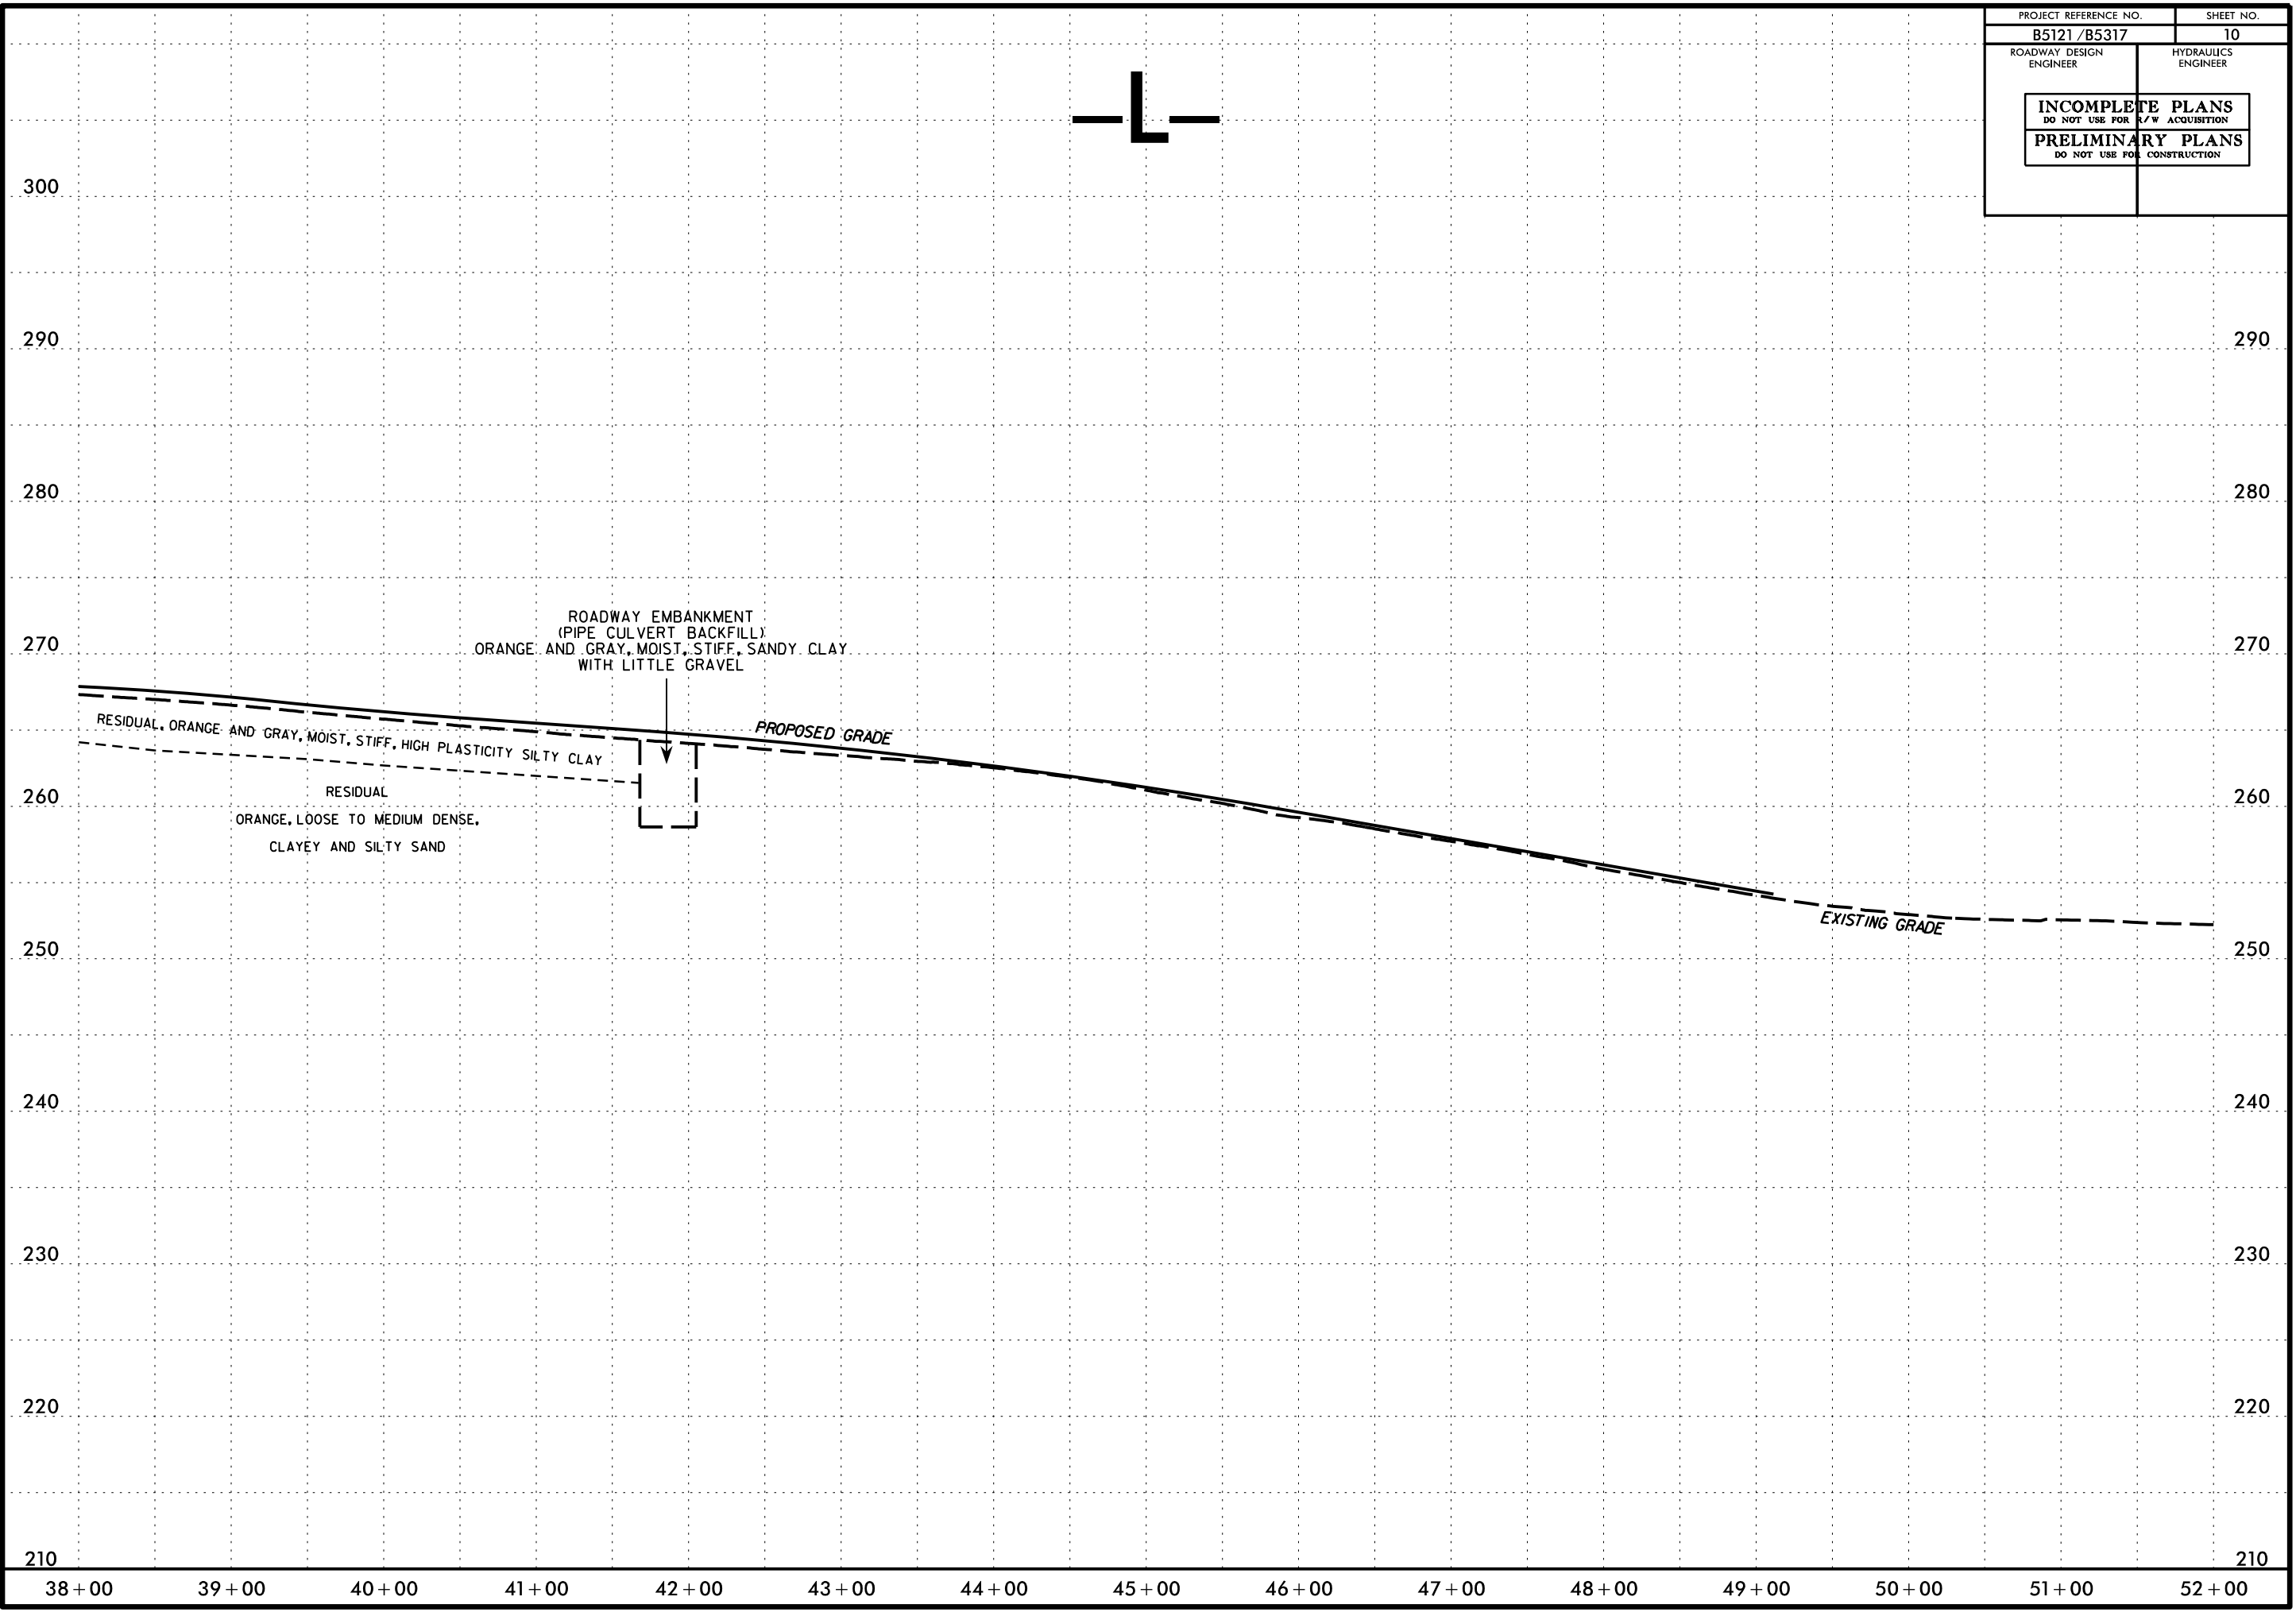 PROJECT REFERENCE NO. SHEET NO.
B5121 / B5317 10
ROADWAY DESIGN ENGINEER
HYDRAULICS ENGINEER
INCOMPLETE PLANS
DO NOT USE FOR R/W ACQUISITION
PRELIMINARY PLANS
DO NOT USE FOR CONSTRUCTION
—L—
300
290 290
280 280
270 270
ROADWAY EMBANKMENT
(PIPE CULVERT BACKFILL)
ORANGE AND GRAY, MOIST, STIFF, SANDY CLAY
WITH LITTLE GRAVEL
PROPOSED GRADE
RESIDUAL, ORANGE AND GRAY, MOIST, STIFF, HIGH PLASTICITY SILTY CLAY
RESIDUAL
ORANGE, LOOSE TO MEDIUM DENSE,
CLAYEY AND SILTY SAND
260 260
EXISTING GRADE
250 250
240 240
230 230
220 220
210 210
38+00 39+00 40+00 41+00 42+00 43+00 44+00 45+00 46+00 47+00 48+00 49+00 50+00 51+00 52+00